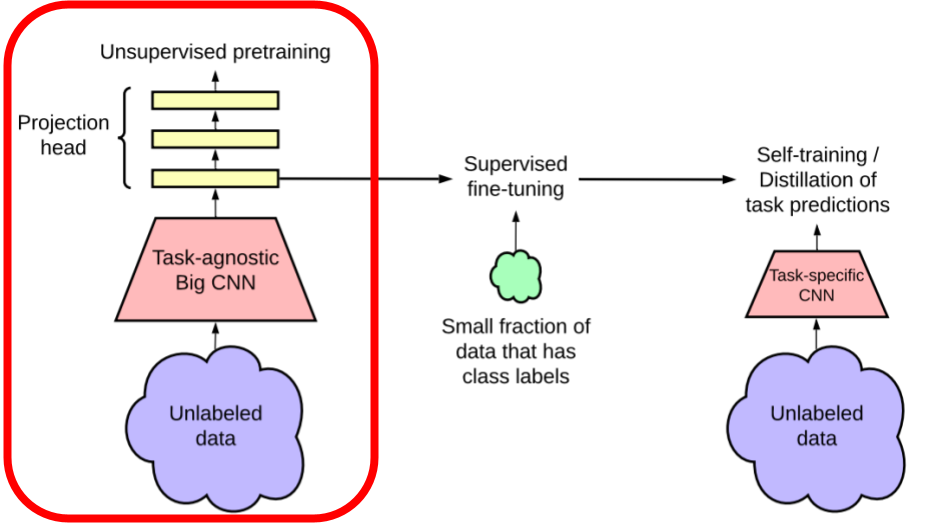 Unsupervised pretraining
Projection
head
Task-agnostic
Big CNN
Unlabeled
data
Supervised
fine-tuning
Small fraction of
data that has
class labels
Self-training /
Distillation of
task predictions
Task-specific
CNN
Unlabeled
data